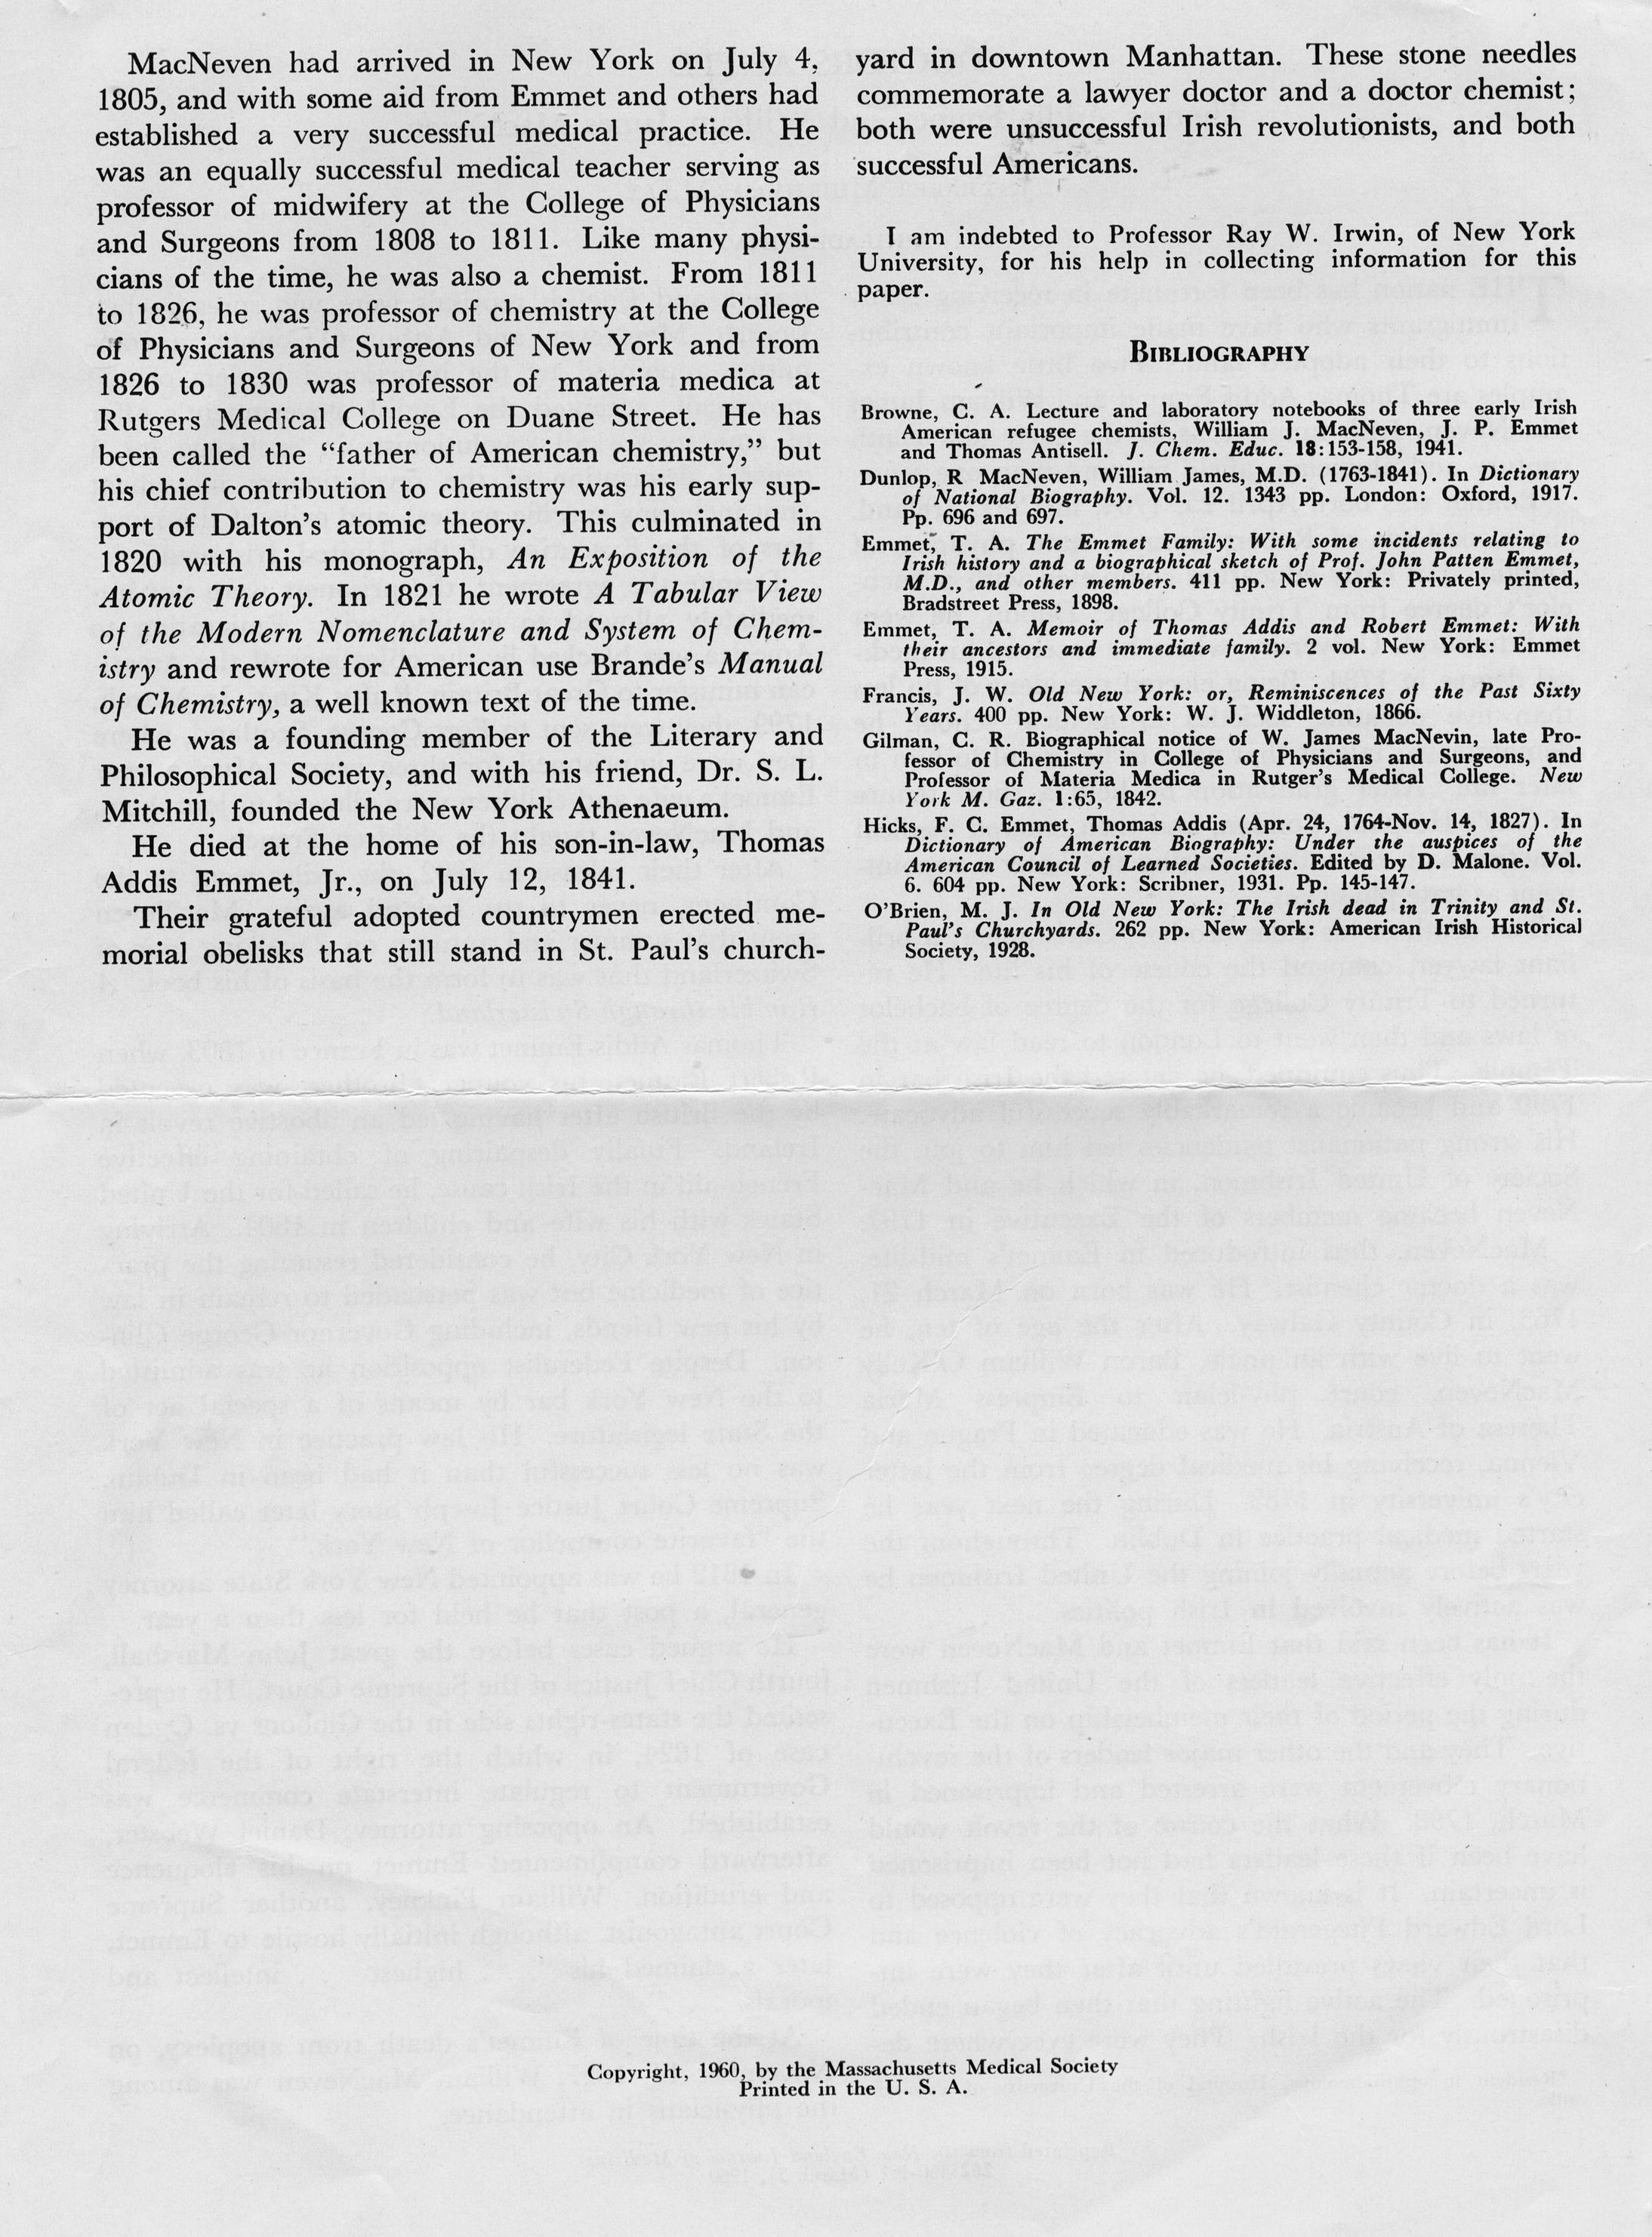 MacNeven had arrived in New York on July 4,
1805, and with some aid from Emmet and others had
established a very successful medical practice. He
was an equally successful medical teacher serving as
professor of midwifery at the College of Physicians
and Surgeons from 1808 to 1811. Like many physi-
cians of the time, he was also a chemist. From 1811
to 1826, he was professor of chemistry at the College
of Physicians and Surgeons of New York and from
1826 to 1830 was professor of materia medica at
Rutgers Medical College on Duane Street. He has
been called the “father of American chemistry,” but
his chief contribution to chemistry was his early sup-
port of Dalton’s atomic theory. This culminated in
1820 with his monograph, An Exposition of the
Atomic Theory. In 1821 he wrote A Tabular View
of the Modern Nomenclature and System of Chem-
istry and rewrote for American use Brande’s Manual
of Chemistry, a well known text of the time.
He was a founding member of the Literary and
Philosophical Society, and with his friend, Dr. S. L.
Mitchill, founded the New York Athenaeum.
He died at the home of his son-in-law, Thomas
Addis Emmet, Jr., on July 12, 1841.
Their grateful adopted countrymen erected me-
morial obelisks that still stand in St. Paul’s church-
yard in downtown Manhattan. These stone needles
commemorate a lawyer doctor and a doctor chemist;
both were unsuccessful Irish revolutionists, and both
successful Americans.
I am indebted to Professor Ray W. Irwin, of New York
University, for his help in collecting information for this
paper.
BIBLIOGRAPHY
Browne, C. A. Lecture and laboratory notebooks of three early Irish
American refugee chemists, William J. MacNeven, J. P. Emmet
and Thomas Antisell. J. Chem. Educ. 18:153-158, 1941.
Dunlop, R MacNeven, William James, M.D. (1763-1841). In Dictionary
of National Biography. Vol. 12. 1343 pp. London: Oxford, 1917.
Pp. 696 and 697.
Emmet, T. A. The Emmet Family: With some incidents relating to
Irish history and a biographical sketch of Prof. John Patten Emmet,
M.D., and other members. 411 pp. New York: Privately printed,
Bradstreet Press, 1898.
Emmet, T. A. Memoir of Thomas Addis and Robert Emmet: With
their ancestors and immediate family. 2 vol. New York: Emmet
Press, 1915.
Francis, J. W. Old New York: or, Reminiscences of the Past Sixty
Years. 400 pp. New York: W. J. Widdleton, 1866.
Gilman, C. R. Biographical notice of W. James MacNevin, late Pro-
fessor of Chemistry in College of Physicians and Surgeons, and
Professor of Materia Medica in Rutger’s Medical College. New
York M. Gaz. 1:65, 1842.
Hicks, F. C. Emmet, Thomas Addis (Apr. 24, 1764-Nov. 14, 1827). In
Dictionary of American Biography: Under the auspices of the
American Council of Learned Societies. Edited by D. Malone. Vol.
6. 604 pp. New York: Scribner, 1931. Pp. 145-147.
O’Brien, M. J. In Old New York: The Irish dead in Trinity and St.
Paul’s Churchyards. 262 pp. New York: American Irish Historical
Society, 1928.
Copyright, 1960, by the Massachusetts Medical Society
Printed in the U. S. A.